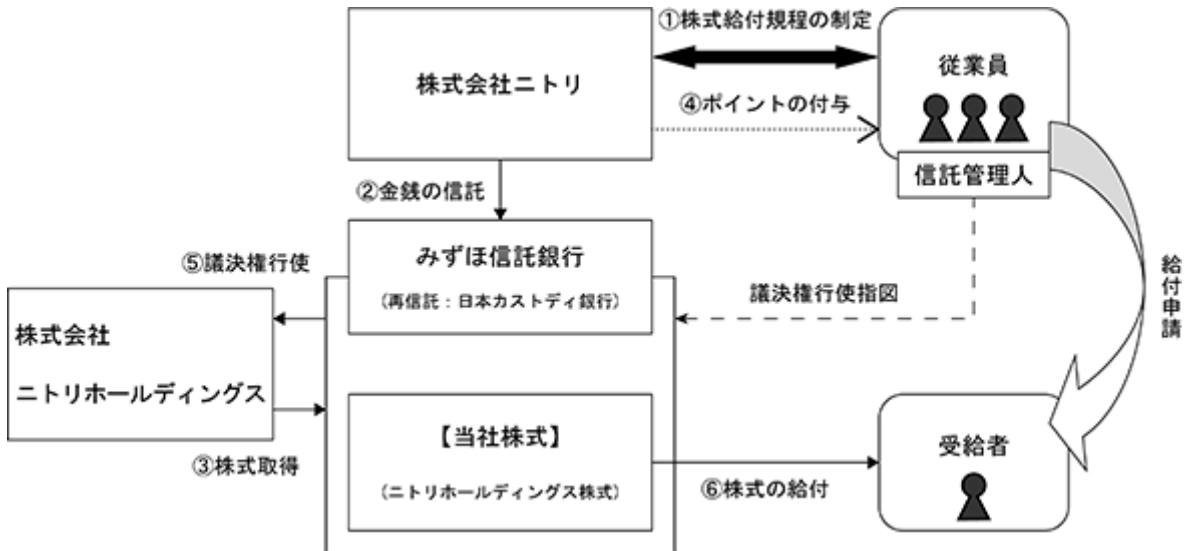 ①株式給付規程の制定
株式会社ニトリ
従業員
④ポイントの付与
信託管理人
②金銭の信託
みずほ信託銀行
(再信託:日本カストディ銀行)
⑤議決権行使
議決権行使指図
給付申請
株式会社
ニトリホールディングス
③株式取得
【当社株式】
(ニトリホールディングス株式)
⑥株式の給付
受給者